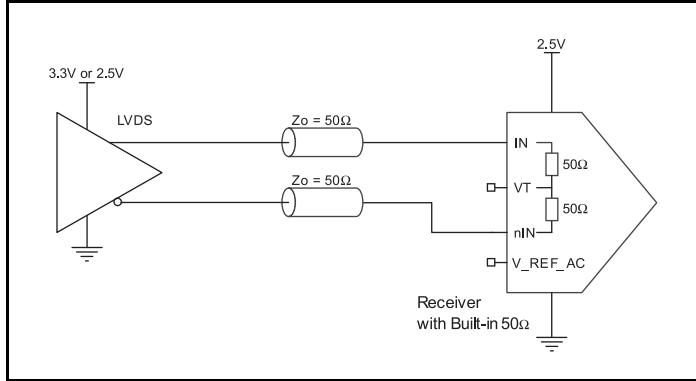 2.5V
3.3V or 2.5V
LVDS
Zo = 50Ω
IN
50Ω
Zo = 50Ω
VT
50Ω
nIN
V_REF_AC
Receiver
with Built-in 50Ω